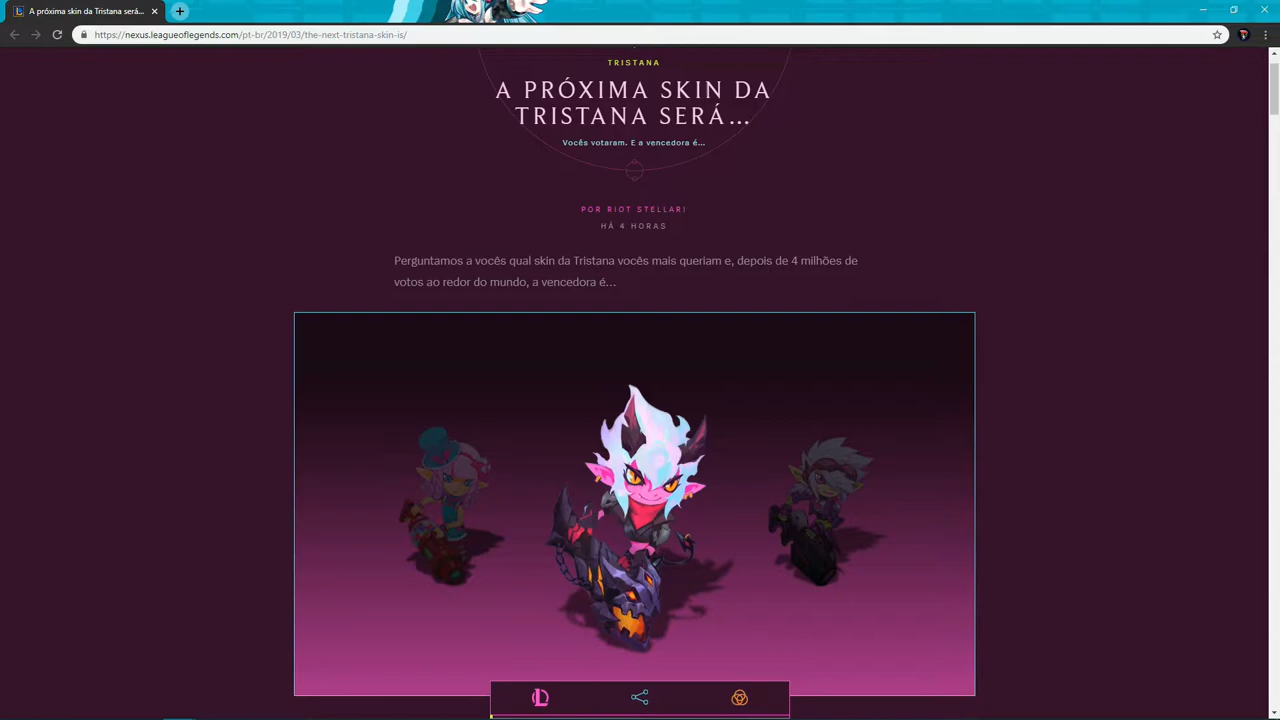 A próxima skin da Tristana será...
https://nexus.leagueoflegends.com/pt-br/2019/03/the-next-tristana-skin-is/
TRISTANA
A PRÓXIMA SKIN DA
TRISTANA SERÁ...
Vocês votaram. E a vencedora é...
POR RIOT STELLARI
HÁ 4 HORAS
Perguntamos a vocês qual skin da Tristana vocês mais queriam e, depois de 4 milhões de
votos ao redor do mundo, a vencedora é...